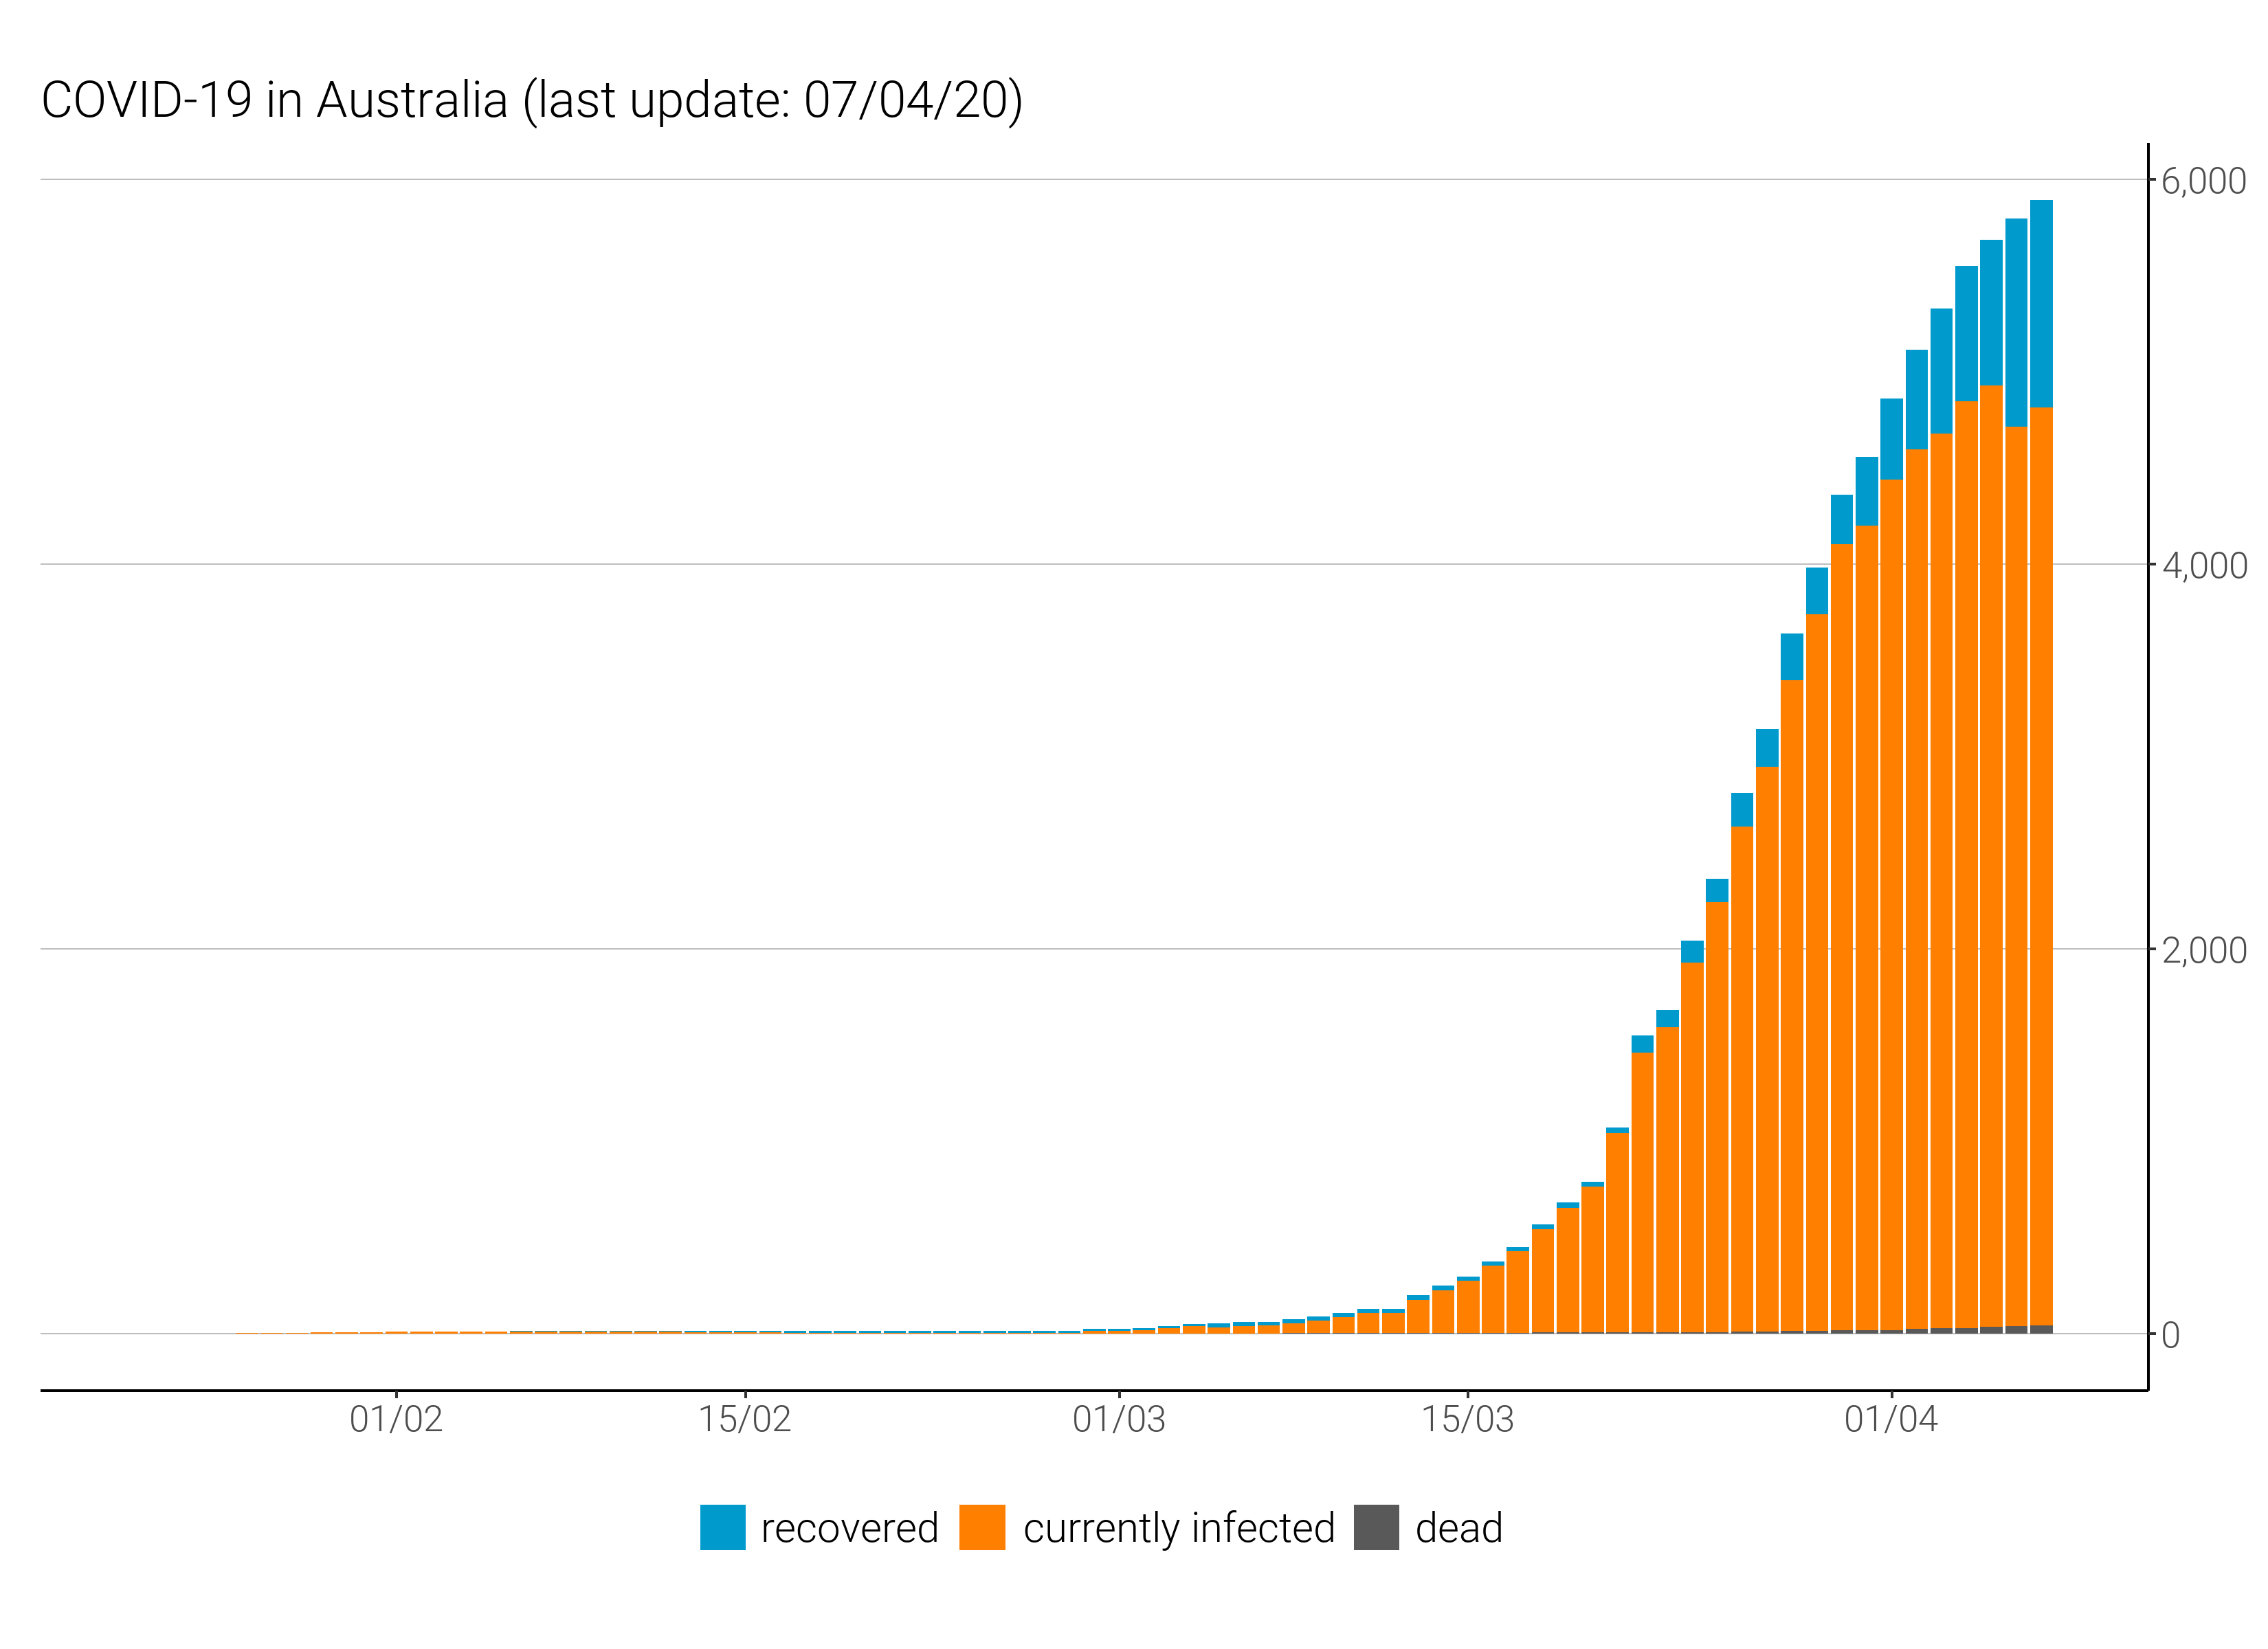 COVID-19 in Australia (last update: 07/04/20)
6,000
4,000
2,000
0
01/02 15/02 01/03 15/03 01/04
recovered currently infected dead